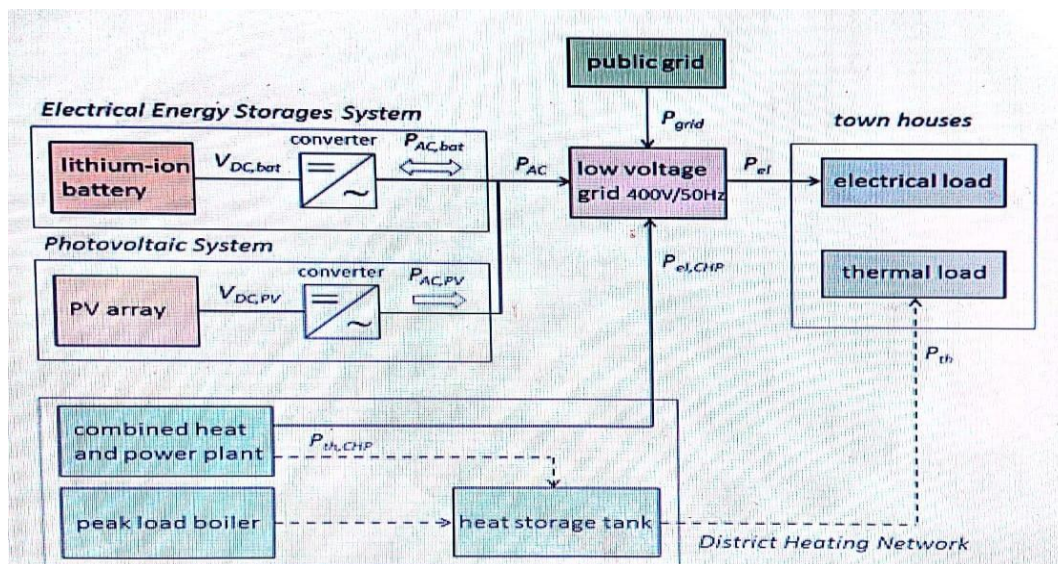 public grid
Electrical Energy Storages System
P_grid
town houses
converter
P_AC,bat
lithium-ion
battery
V_DC,bat
P_AC
low voltage
grid 400V/50Hz
P_el
electrical load
Photovoltaic System
converter
P_AC,PV
P_el,CHP
thermal load
PV array
V_DC,PV
P_th
combined heat
and power plant
P_th,CHP
peak load boiler
heat storage tank
District Heating Network